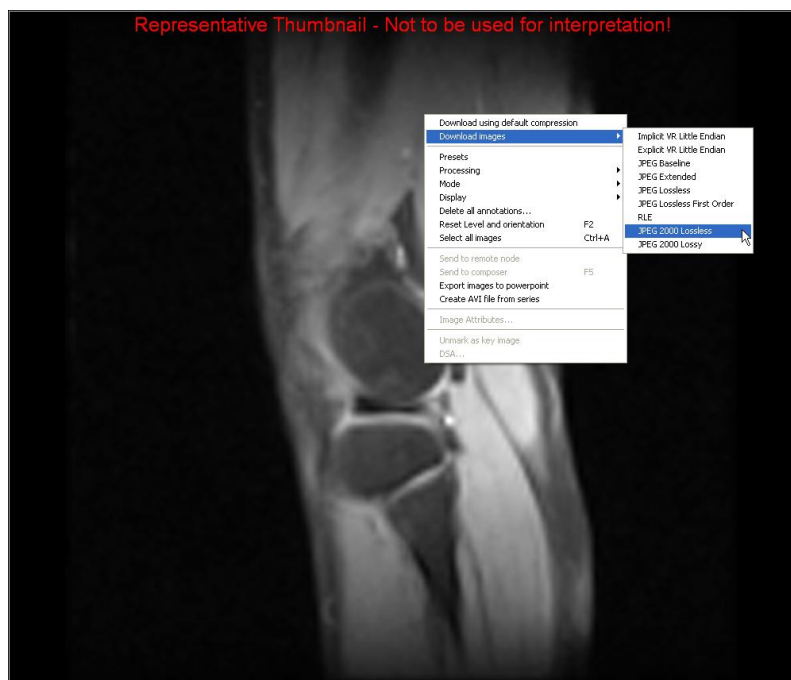 Representative Thumbnail - Not to be used for interpretation!
Download using default compression
Download images
Presets
Processing
Mode
Display
Delete all annotations...
Reset Level and orientation F2
Select all images Ctrl+A
Send to remote node
Send to composer F5
Export images to powerpoint
Create AVI file from series
Image Attributes...
Unmark as key image
DSA...
Implicit VR Little Endian
Explicit VR Little Endian
JPEG Baseline
JPEG Extended
JPEG Lossless
JPEG Lossless First Order
RLE
JPEG 2000 Lossless
JPEG 2000 Lossy